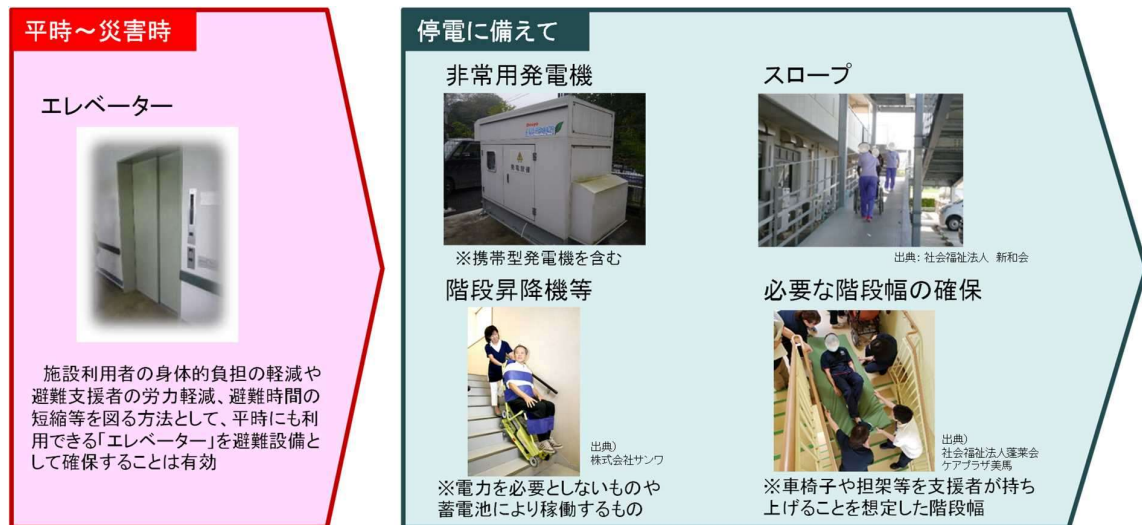 平時~災害時
エレベーター
施設利用者の身体的負担の軽減や
避難支援者の労力軽減、避難時間の
短縮等を図る方法として、平時にも利
用できる「エレベーター」を避難設備と
して確保することは有効
停電に備えて
非常用発電機
※携帯型発電機を含む
スロープ
出典: 社会福祉法人 新和会
階段昇降機等
出典)
株式会社サンワ
※電力を必要としないものや
蓄電池により稼働するもの
必要な階段幅の確保
出典)
社会福祉法人蓬莱会
ケアプラザ美馬
※車椅子や担架等を支援者が持ち
上げることを想定した階段幅